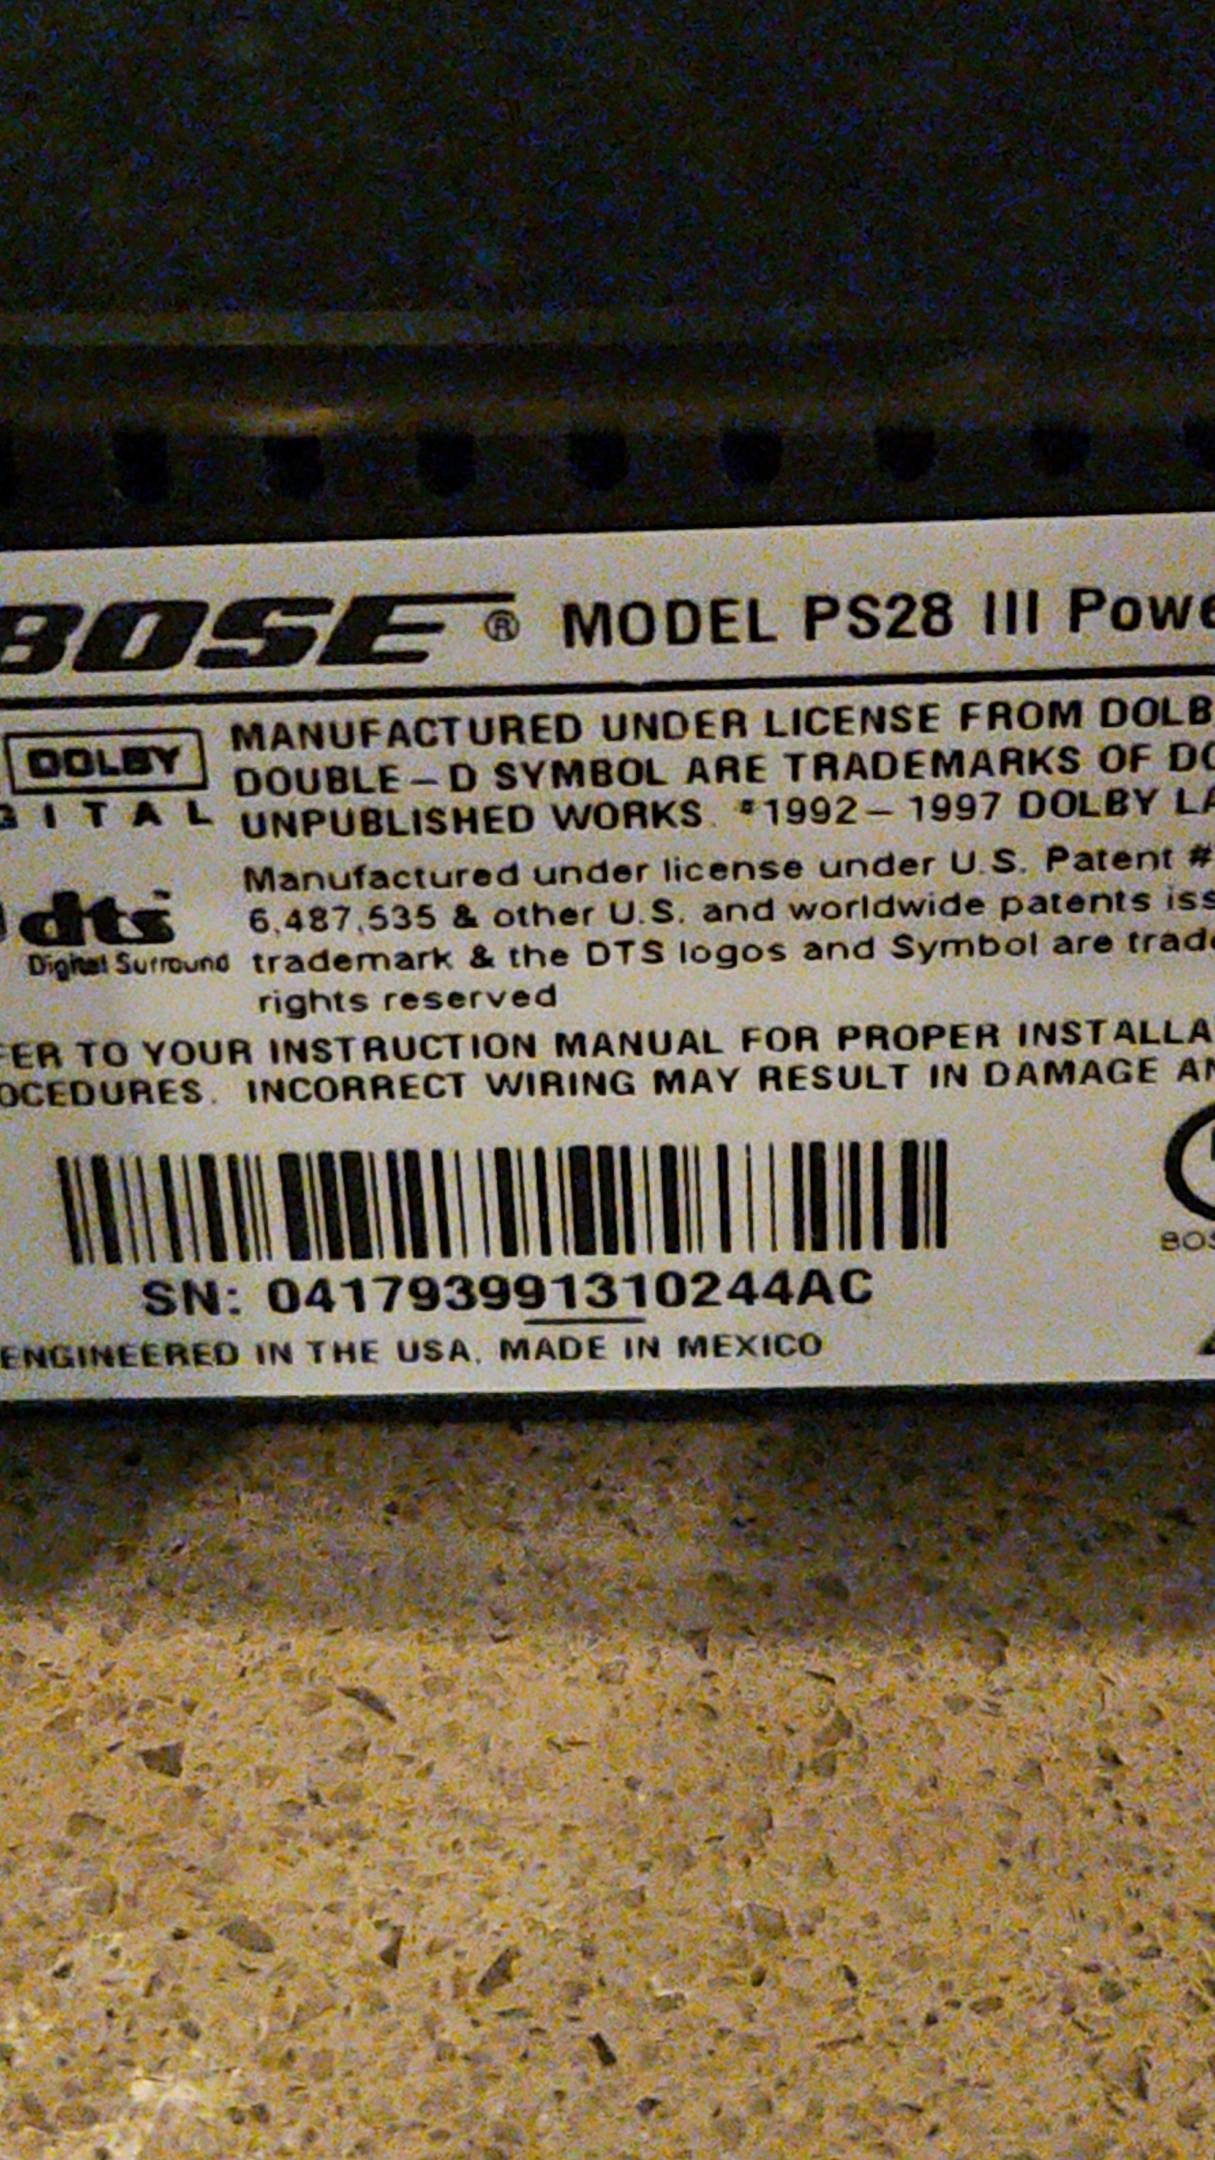 BOSE® MODEL PS28 III Powe
DOLBY
GITAL
MANUFACTURED UNDER LICENSE FROM DOLB
DOUBLE-D SYMBOL ARE TRADEMARKS OF DO
UNPUBLISHED WORKS. ©1992-1997 DOLBY LA
dts
Digital Surround
Manufactured under license under U.S. Patent #
6,487,535 & other U.S. and worldwide patents iss
trademark & the DTS logos and Symbol are trade
rights reserved
FER TO YOUR INSTRUCTION MANUAL FOR PROPER INSTALLA
OCEDURES. INCORRECT WIRING MAY RESULT IN DAMAGE AN
SN: 041793991310244AC
BOS
ENGINEERED IN THE USA, MADE IN MEXICO